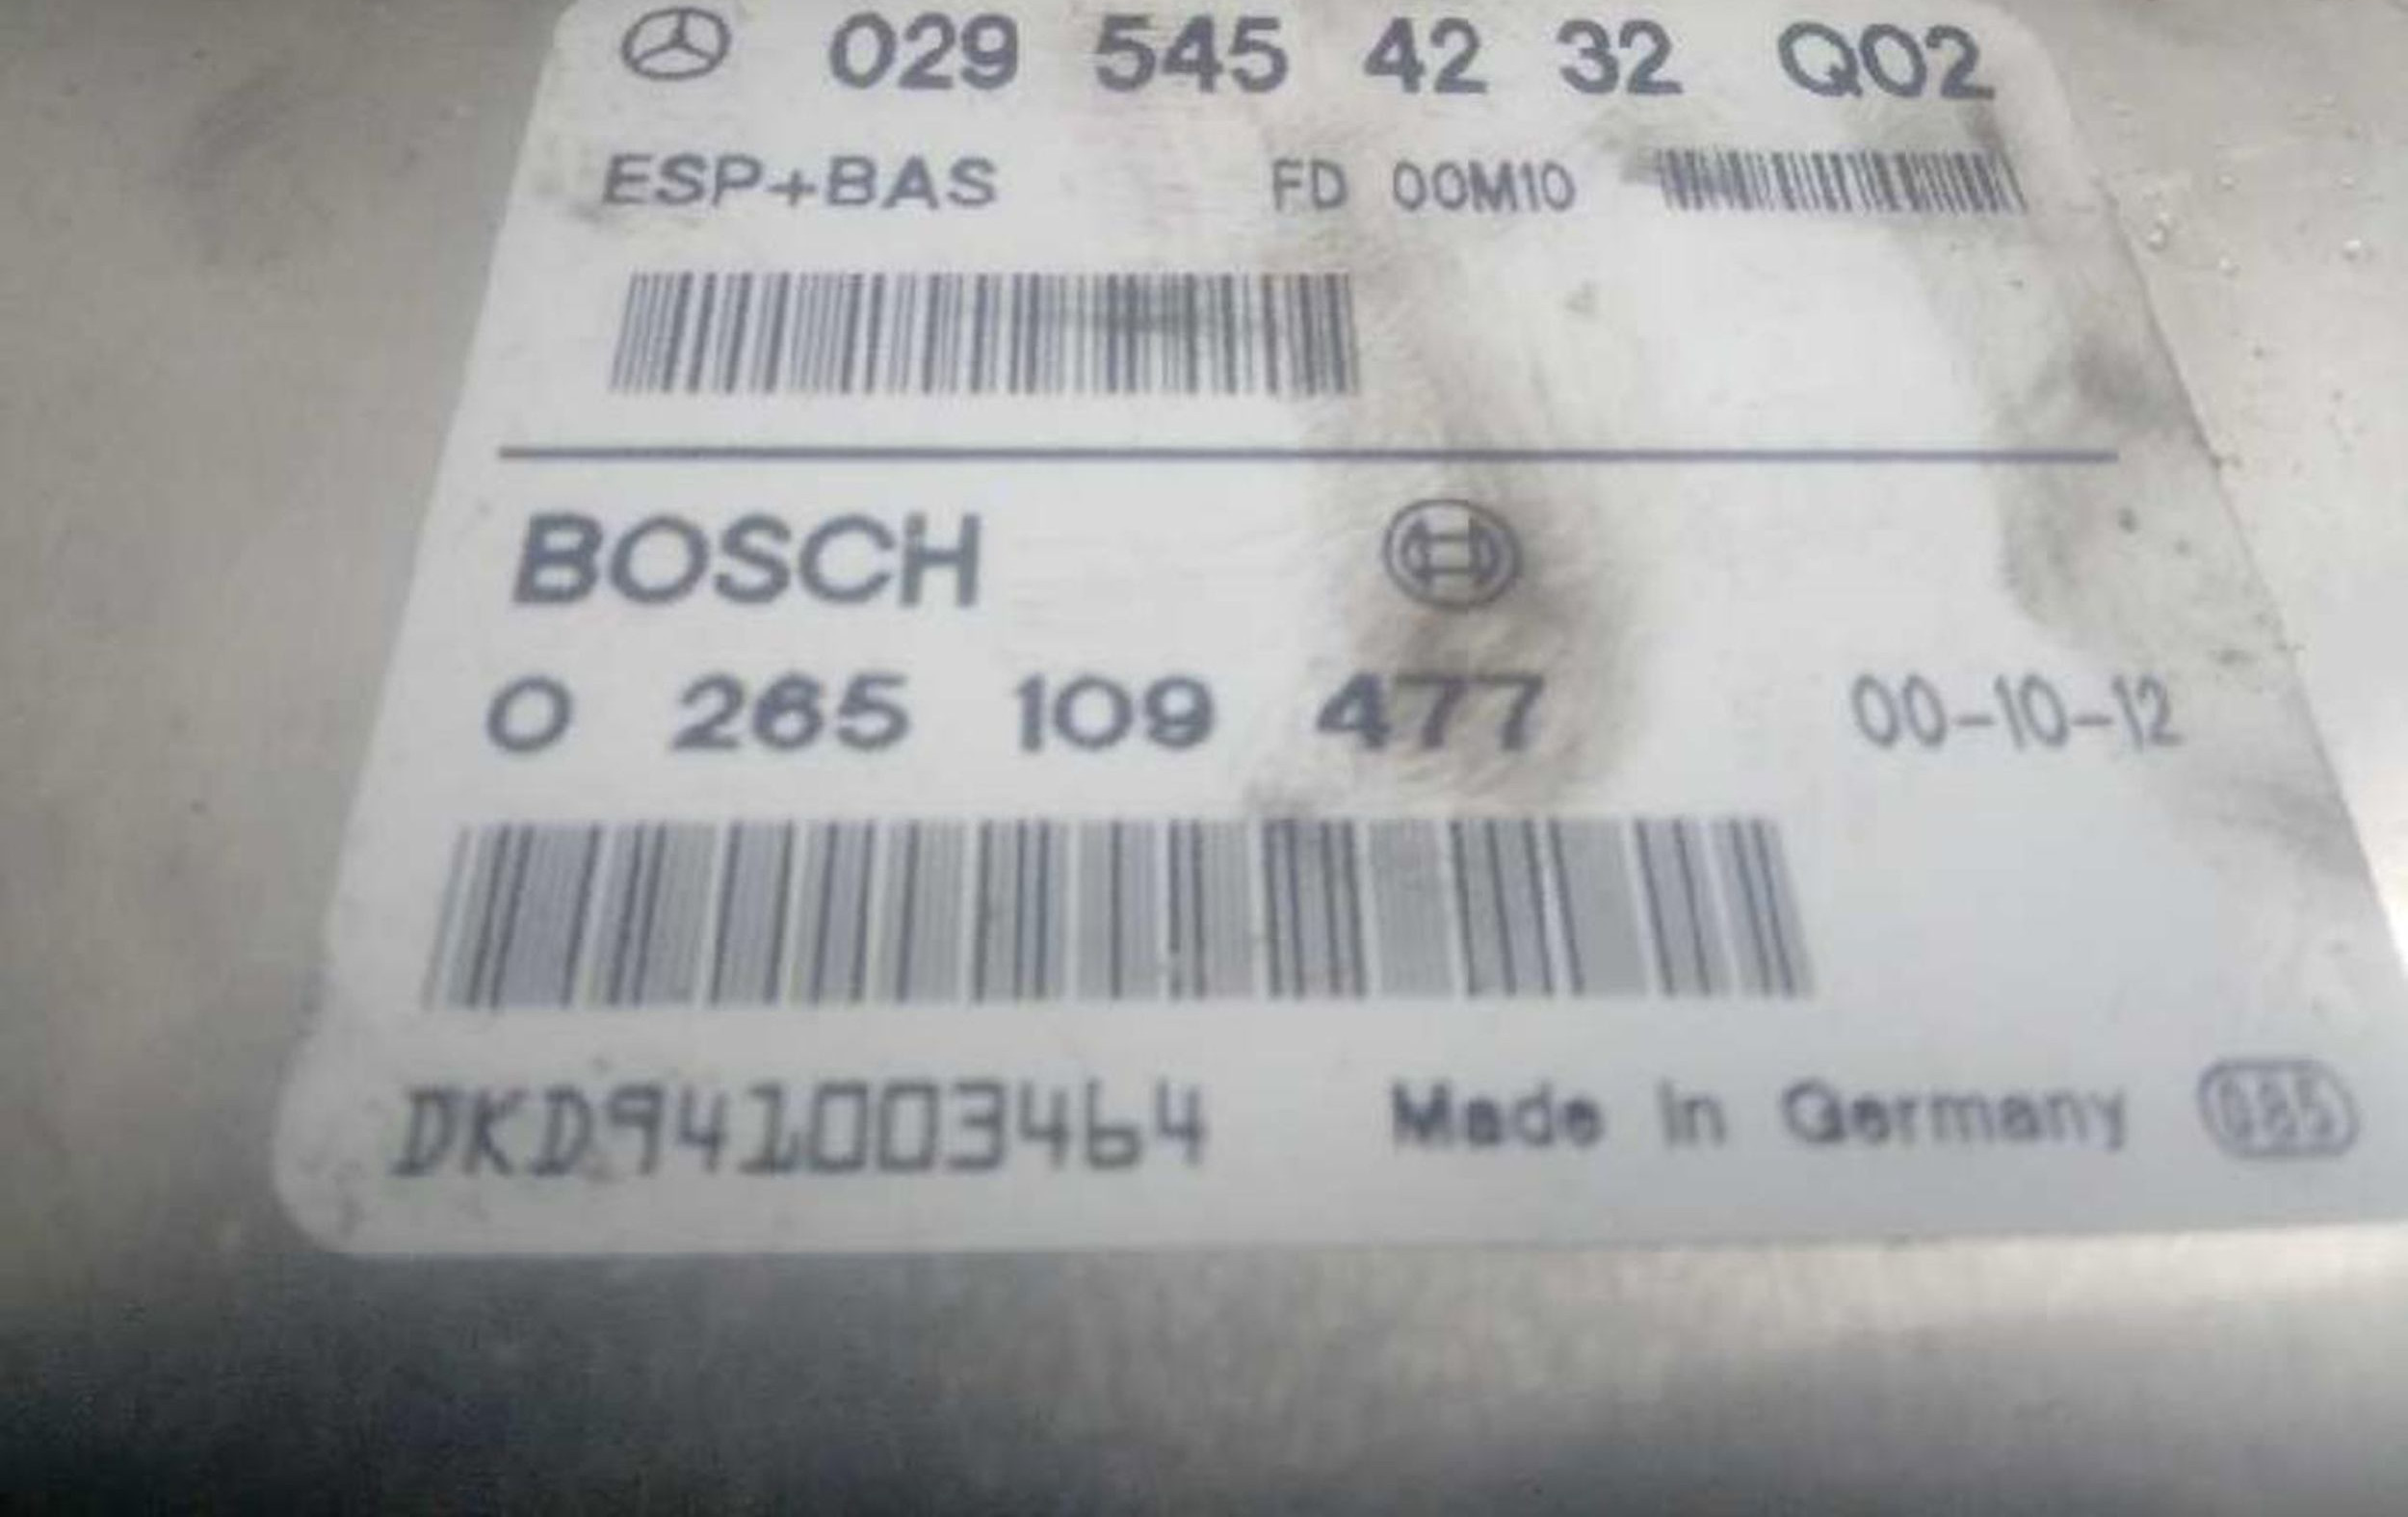 029 545 42 32 Q02
ESP+BAS FD 00M10
BOSCH
0 265 109 477 00-10-12
DKD941003464 Made in Germany 085